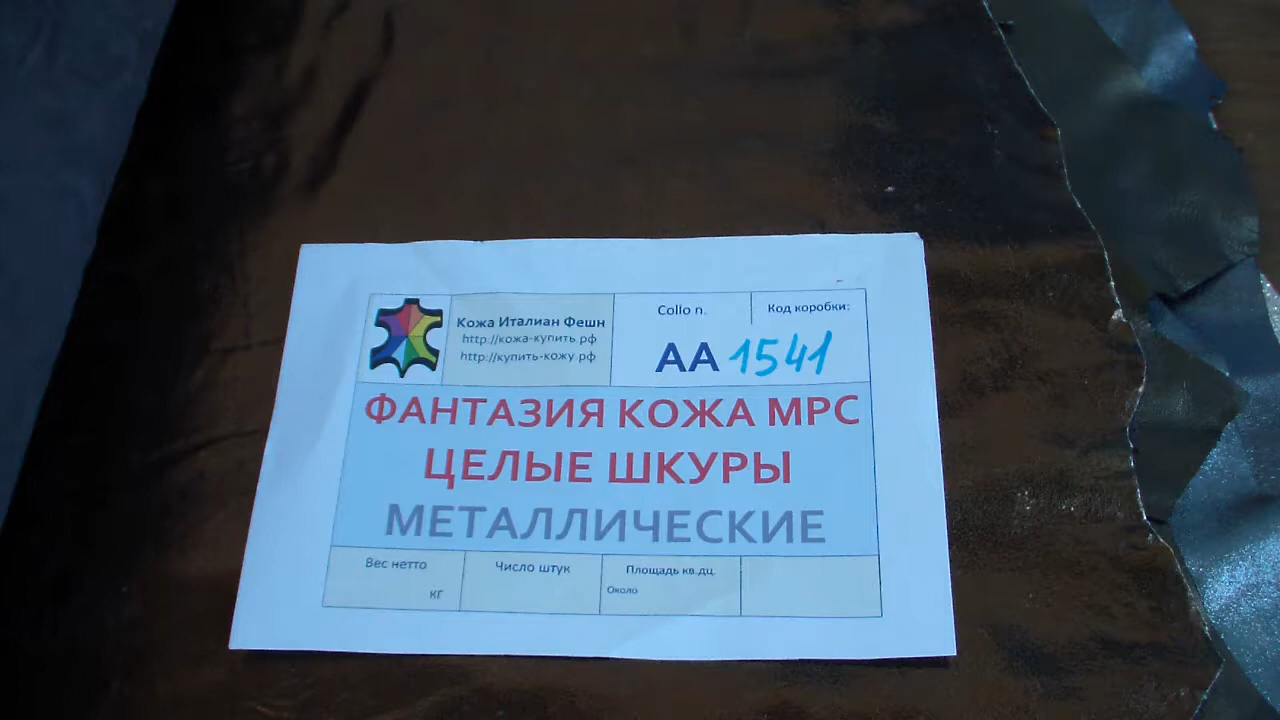 Кожа Италиан Фешн
http://кожа-купить.рф
http://купить-кожу.рф
Collo n.
Код коробки:
АА 1541
ФАНТАЗИЯ КОЖА МРС
ЦЕЛЫЕ ШКУРЫ
МЕТАЛЛИЧЕСКИЕ
Вес нетто
кг
Число штук
Площадь кв.дц.
Около